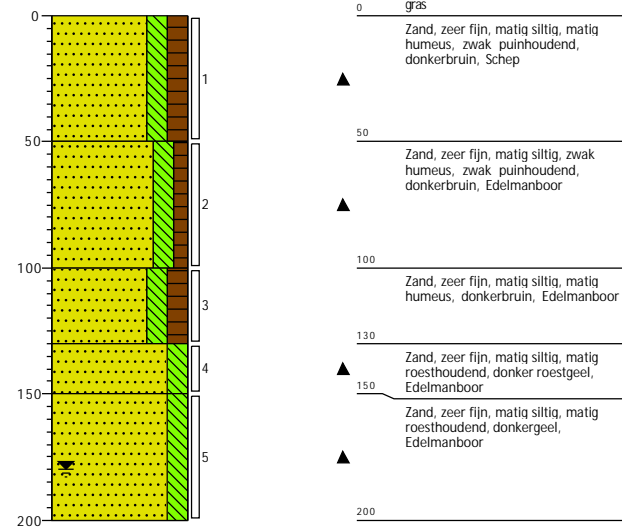 gras
0
0
Zand, zeer fijn, matig siltig, matig
humeus, zwak puinhoudend,
donkerbruin, Schep
1
50
50
Zand, zeer fijn, matig siltig, zwak
humeus, zwak puinhoudend,
donkerbruin, Edelmanboor
2
100
100
Zand, zeer fijn, matig siltig, matig
humeus, donkerbruin, Edelmanboor
3
130
Zand, zeer fijn, matig siltig, matig
roesthoudend, donker roestgeel,
Edelmanboor
4
150
150
Zand, zeer fijn, matig siltig, matig
roesthoudend, donkergeel,
Edelmanboor
5
200
200